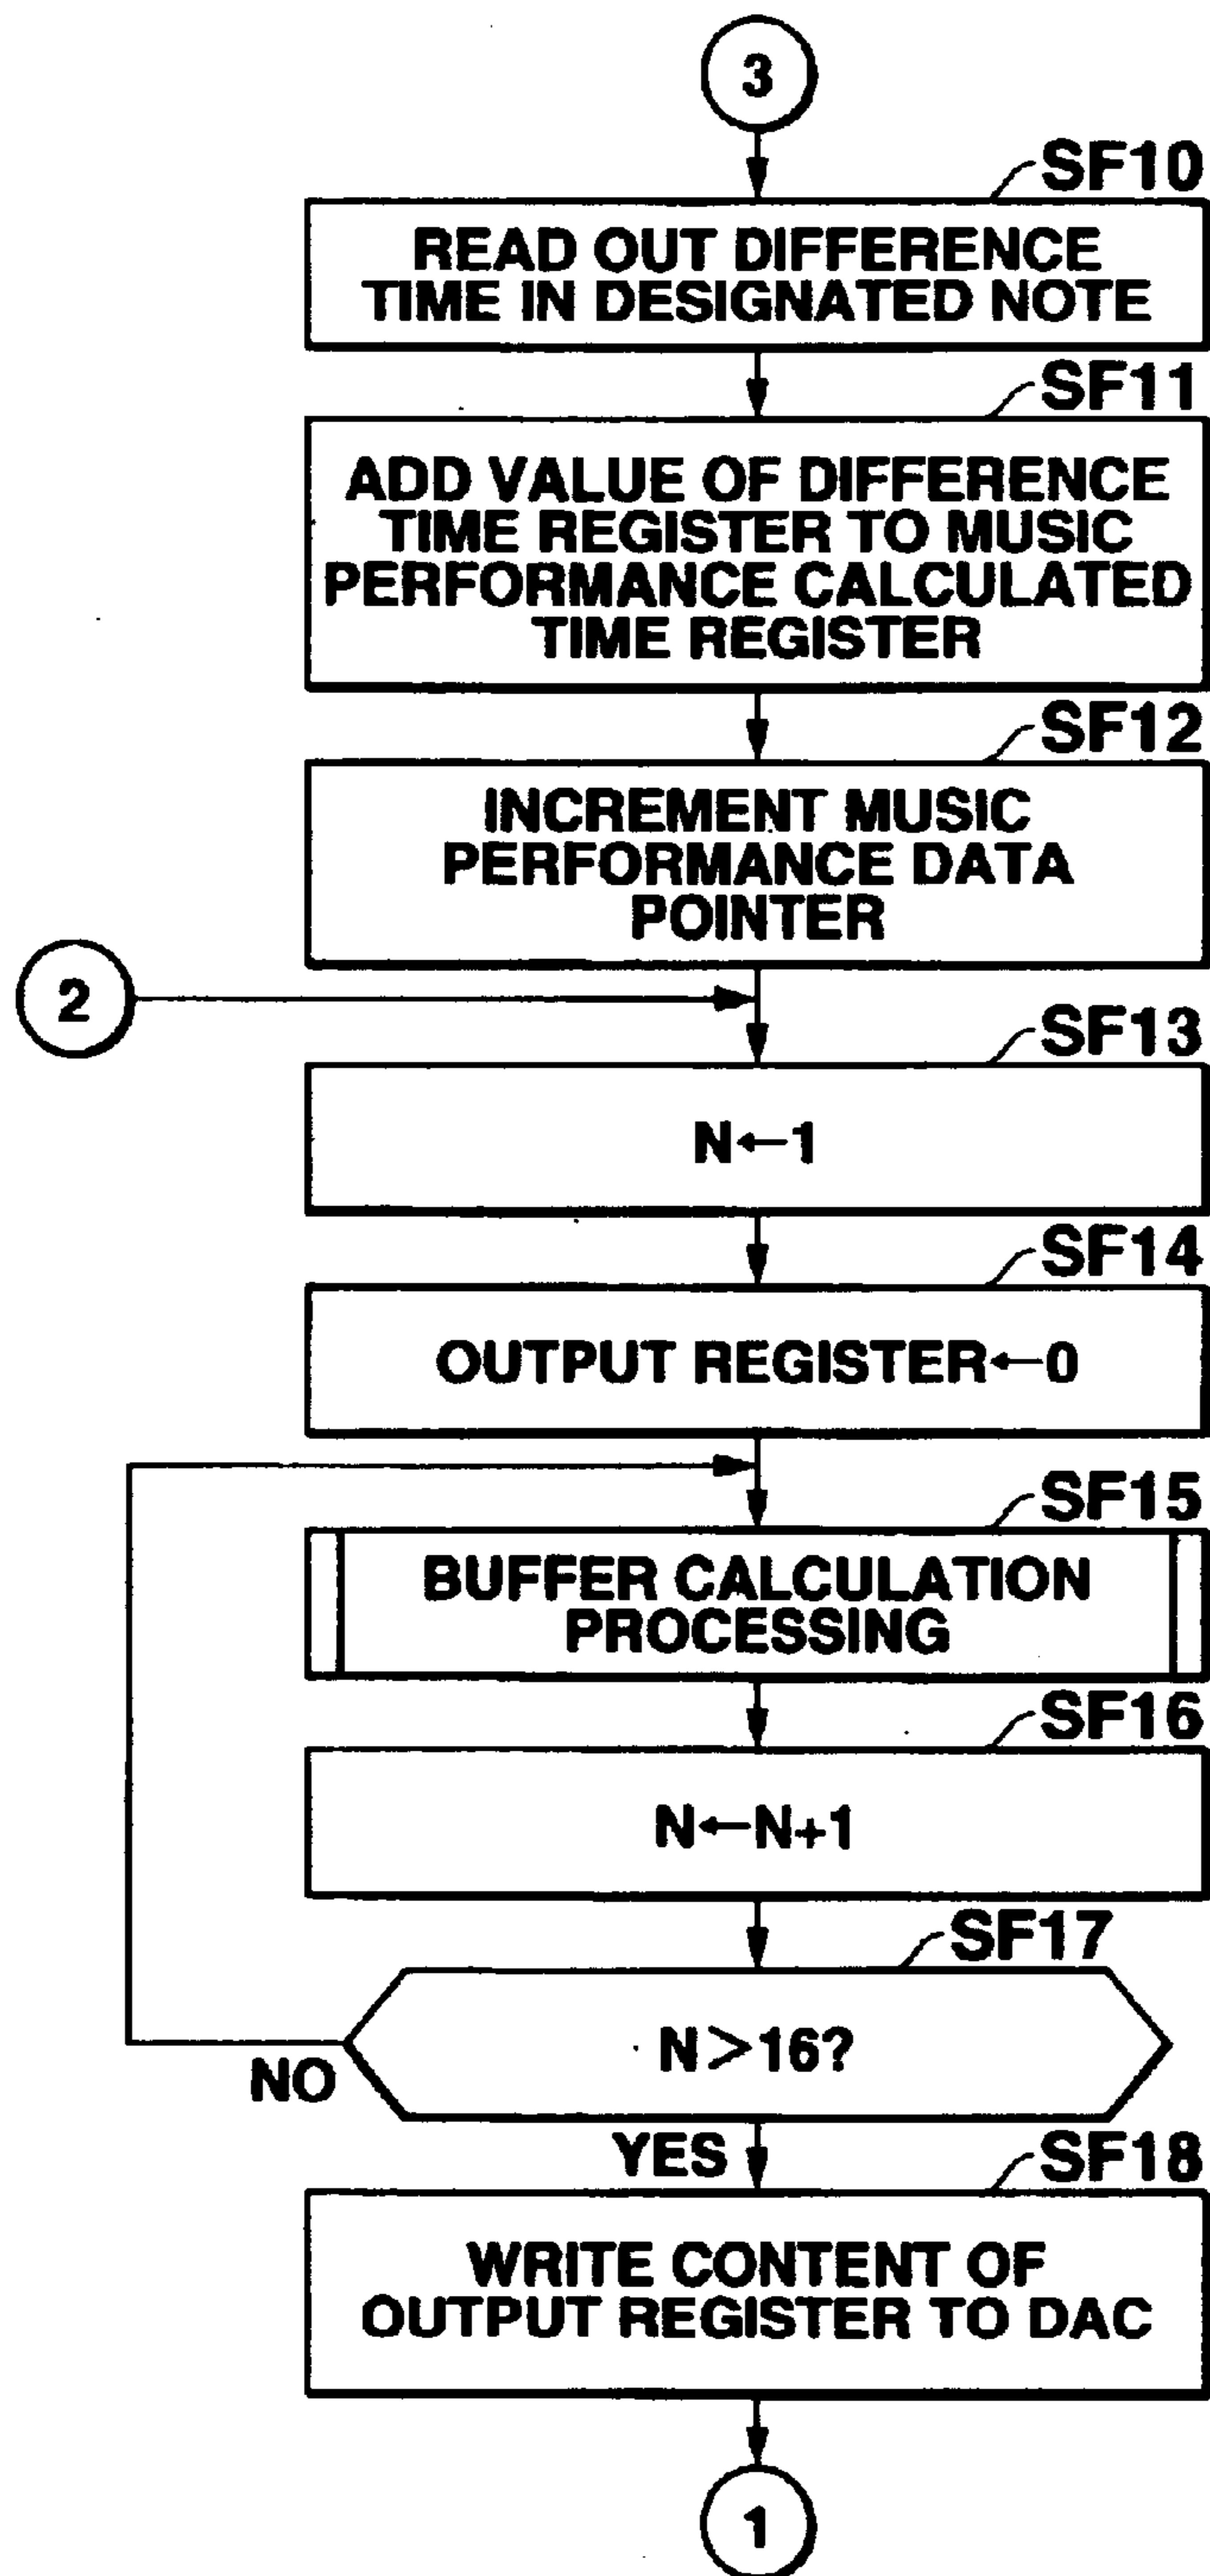 3
SF10
READ OUT DIFFERENCE
TIME IN DESIGNATED NOTE
SF11
ADD VALUE OF DIFFERENCE
TIME REGISTER TO MUSIC
PERFORMANCE CALCULATED
TIME REGISTER
SF12
INCREMENT MUSIC
PERFORMANCE DATA
POINTER
2
SF13
N←1
SF14
OUTPUT REGISTER←0
SF15
BUFFER CALCULATION
PROCESSING
SF16
N←N+1
SF17
N>16?
NO
YES
SF18
WRITE CONTENT OF
OUTPUT REGISTER TO DAC
1